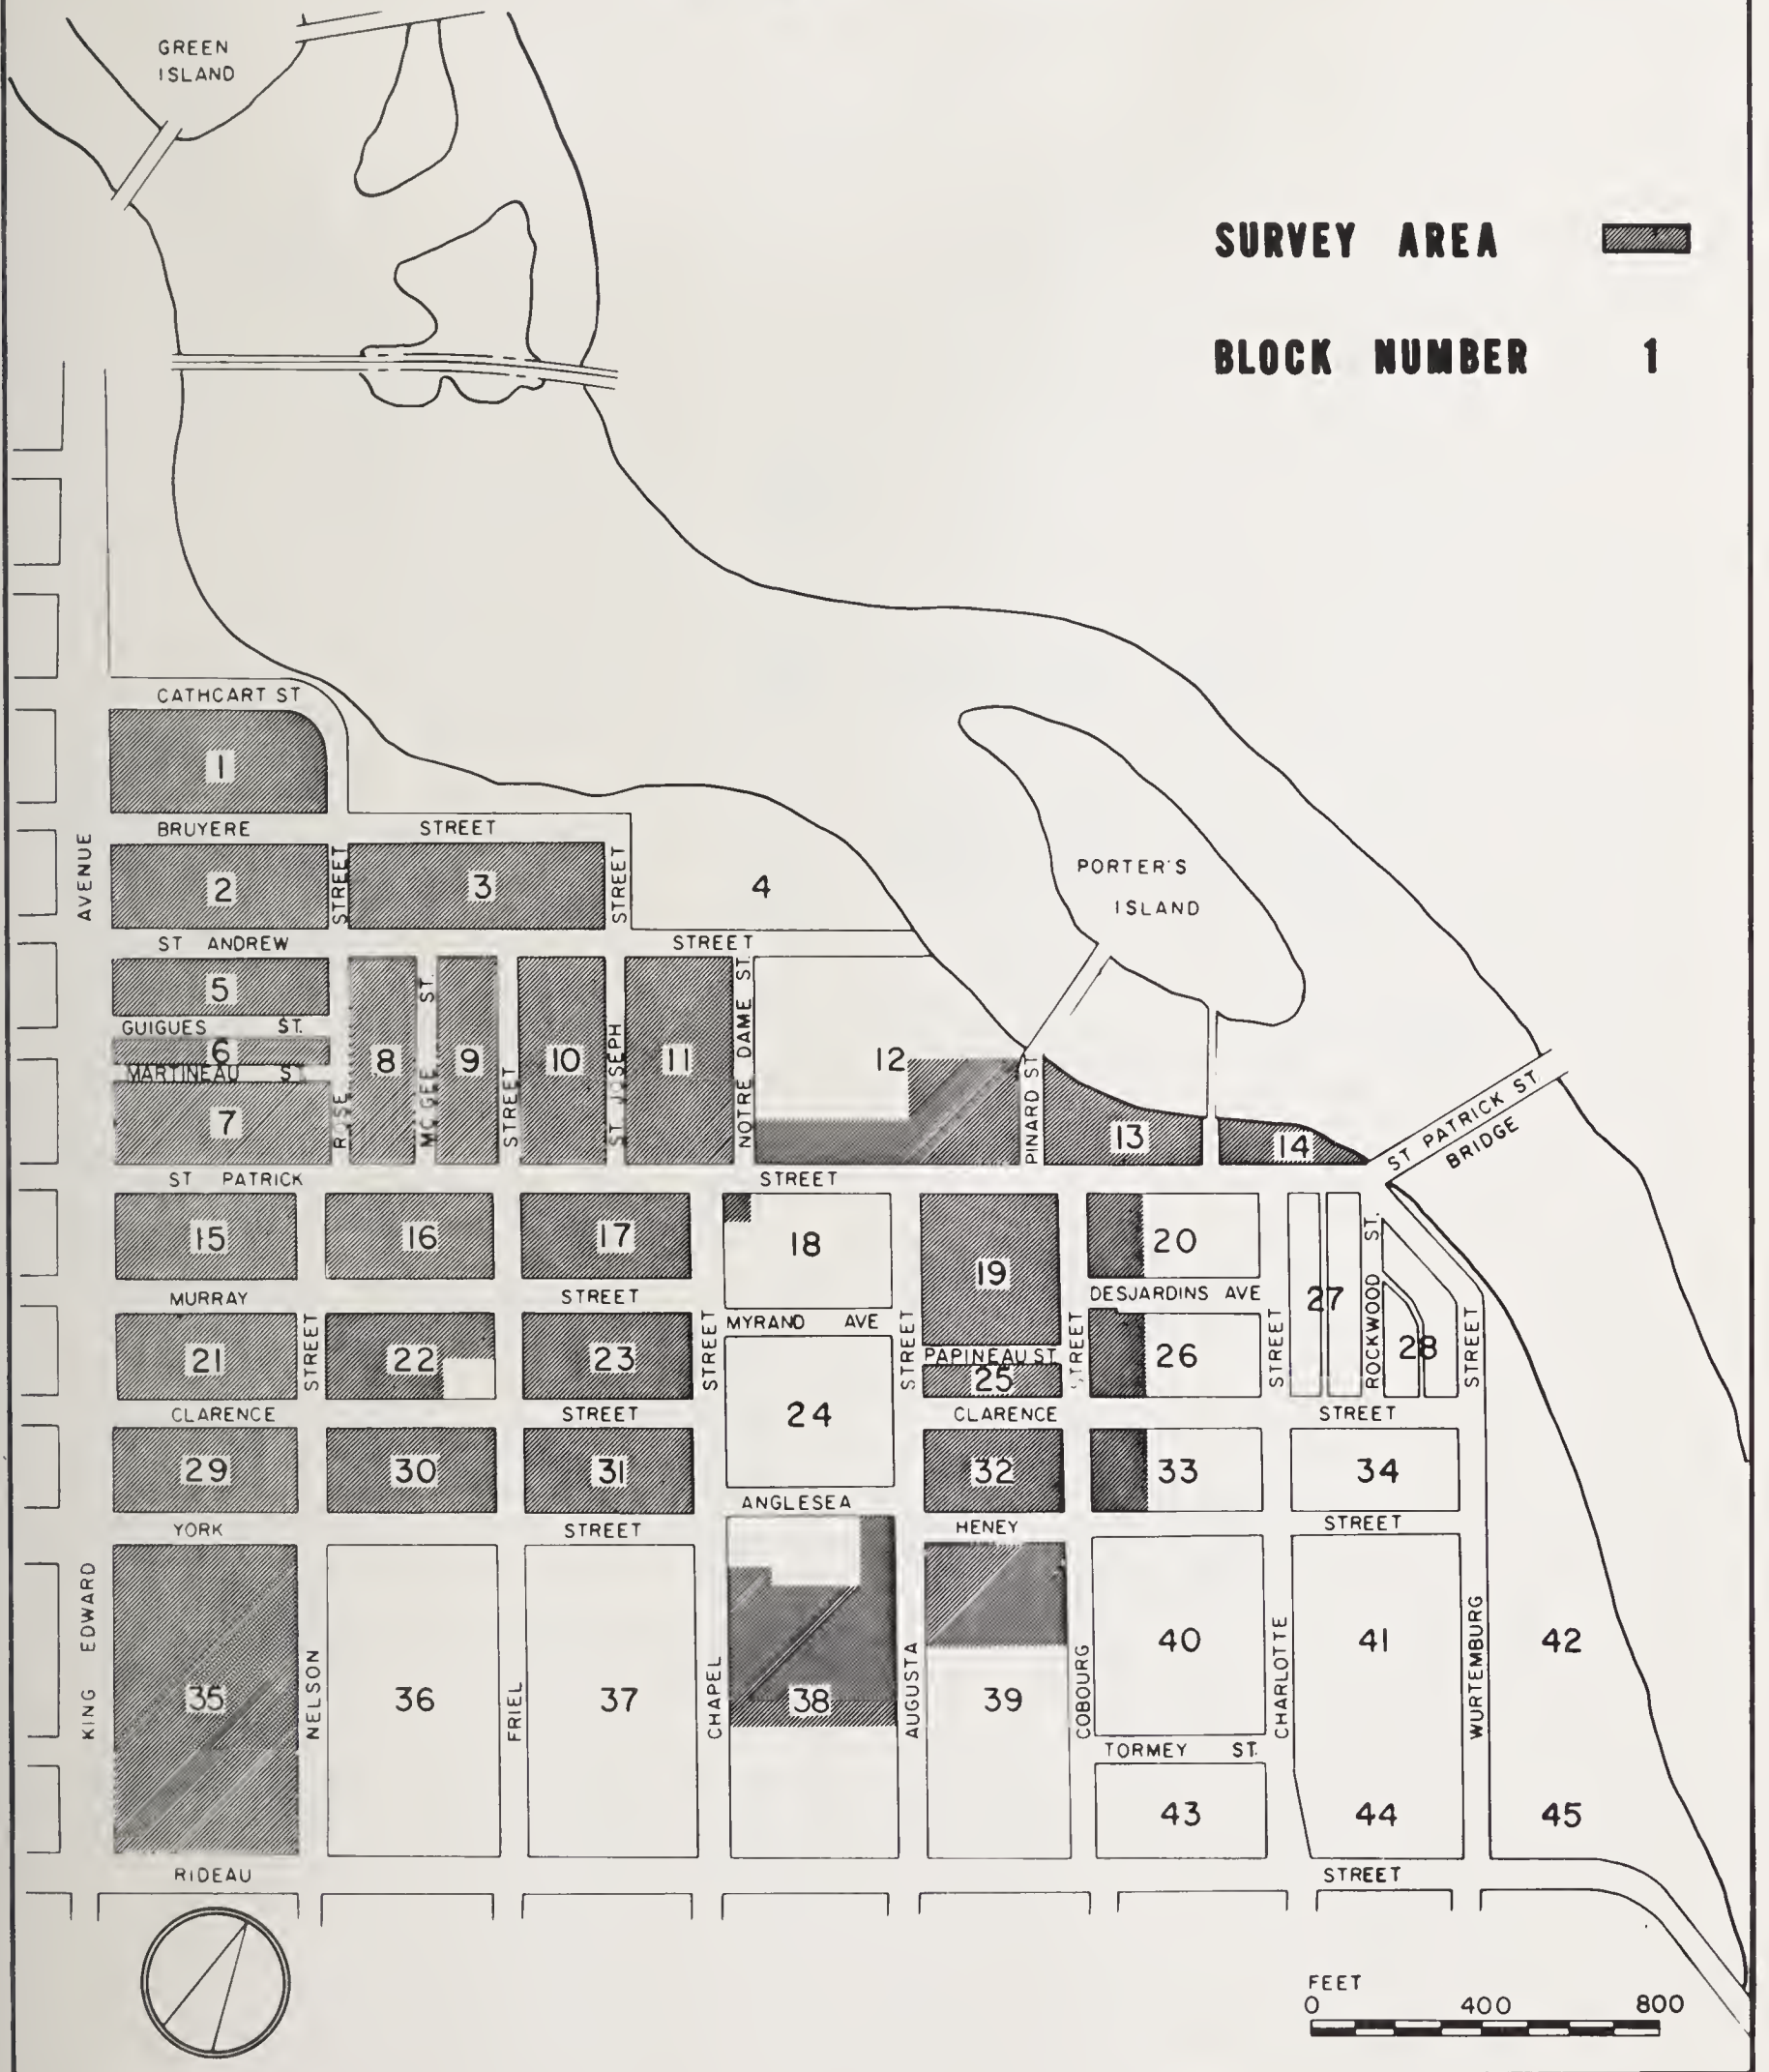 GREEN
ISLAND
SURVEY AREA
BLOCK NUMBER 1
CATHCART ST
1
BRUYERE STREET
AVENUE
2
STREET
3
STREET
4
PORTER'S
ISLAND
ST ANDREW STREET
5
GUIGUES ST.
6
MARTINEAU S
7
ROSE
8
MC GEE ST.
9
STREET
10
ST JOSEPH
11
NOTRE DAME ST.
12
PINARD ST
13
14
ST PATRICK ST
BRIDGE
ST PATRICK STREET
15
16
17
18
19
20
MURRAY STREET
DESJARDINS AVE
27
ROCKWOOD ST.
28
STREET
21
STREET
22
23
STREET
MYRAND AVE
STREET
PAPINEAU ST
25
STREET
26
STREET
24
CLARENCE STREET
CLARENCE STREET
29
30
31
32
33
34
ANGLESEA
YORK STREET
HENEY STREET
KING EDWARD
35
NELSON
36
FRIEL
37
CHAPEL
38
AUGUSTA
39
COBOURG
40
CHARLOTTE
41
WURTEMBURG
42
TORMEY ST.
43
44
45
RIDEAU STREET
FEET
0 400 800